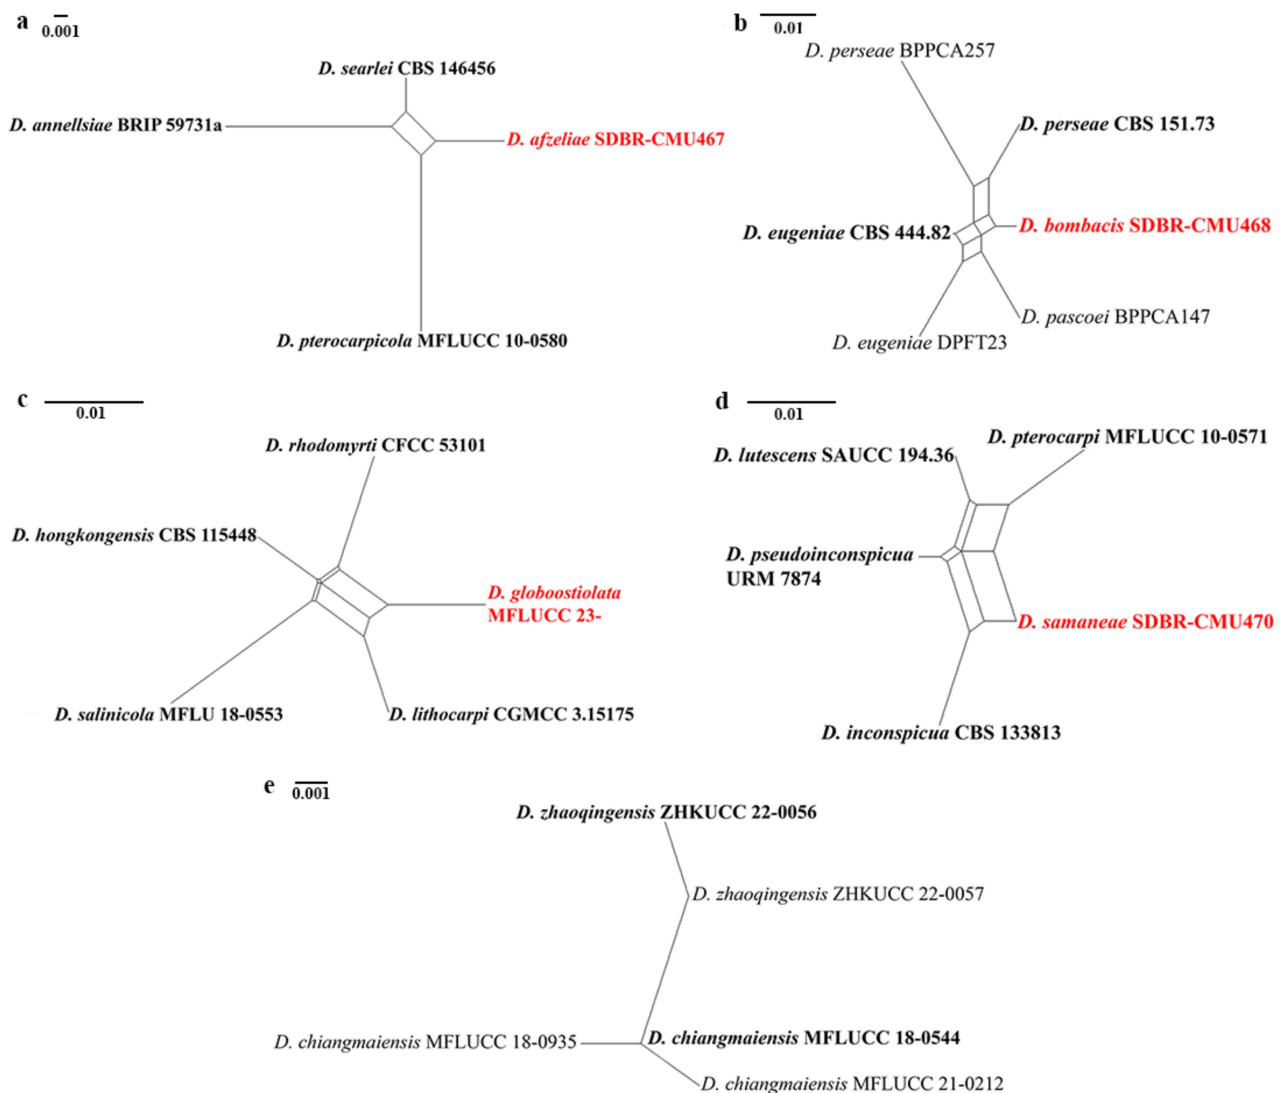 a
0.001
D. searlei CBS 146456
D. annellsiae BRIP 59731a
D. afzeliae SDBR-CMU467
D. pterocarpicola MFLUCC 10-0580
b
0.01
D. perseae BPPCA257
D. perseae CBS 151.73
D. eugeniae CBS 444.82
D. bombacis SDBR-CMU468
D. pascoei BPPCA147
D. eugeniae DPFT23
c
0.01
D. rhodomyrti CFCC 53101
D. hongkongensis CBS 115448
D. globoostiolata
MFLUCC 23-
D. salinicola MFLU 18-0553
D. lithocarpi CGMCC 3.15175
d
0.01
D. pterocarpi MFLUCC 10-0571
D. lutescens SAUCC 194.36
D. pseudoinconspicua
URM 7874
D. samaneae SDBR-CMU470
D. inconspicua CBS 133813
e
0.001
D. zhaoqingensis ZHKUCC 22-0056
D. zhaoqingensis ZHKUCC 22-0057
D. chiangmaiensis MFLUCC 18-0935
D. chiangmaiensis MFLUCC 18-0544
D. chiangmaiensis MFLUCC 21-0212